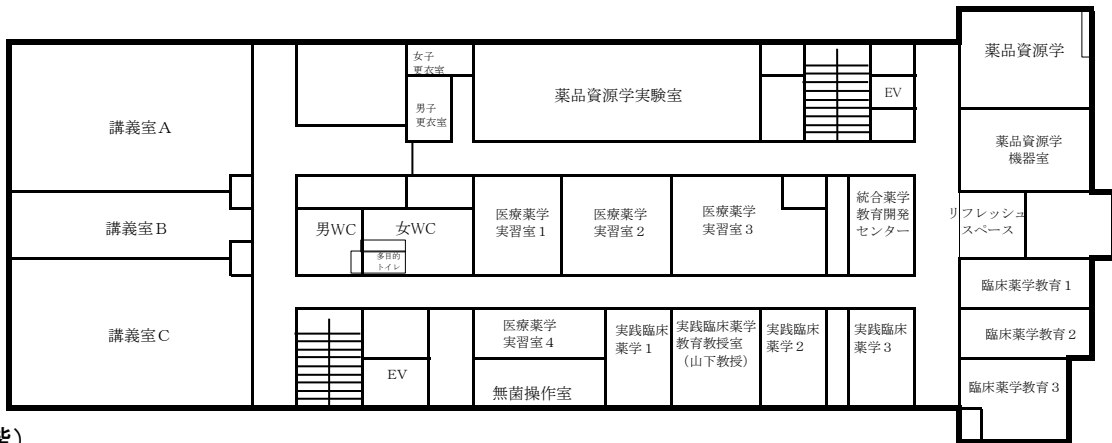 女子
更衣室
薬品資源学
薬品資源学実験室
EV
男子
更衣室
講義室A
薬品資源学
機器室
医療薬学
実習室1
医療薬学
実習室2
医療薬学
実習室3
統合薬学
教育開発
センター
リフレッシュ
スペース
講義室B
男WC
女WC
多目的
トイレ
臨床薬学教育1
講義室C
医療薬学
実習室4
実践臨床
薬学1
実践臨床薬学
教育教授室
(山下教授)
実践臨床
薬学2
実践臨床
薬学3
臨床薬学教育2
EV
無菌操作室
臨床薬学教育3
階)